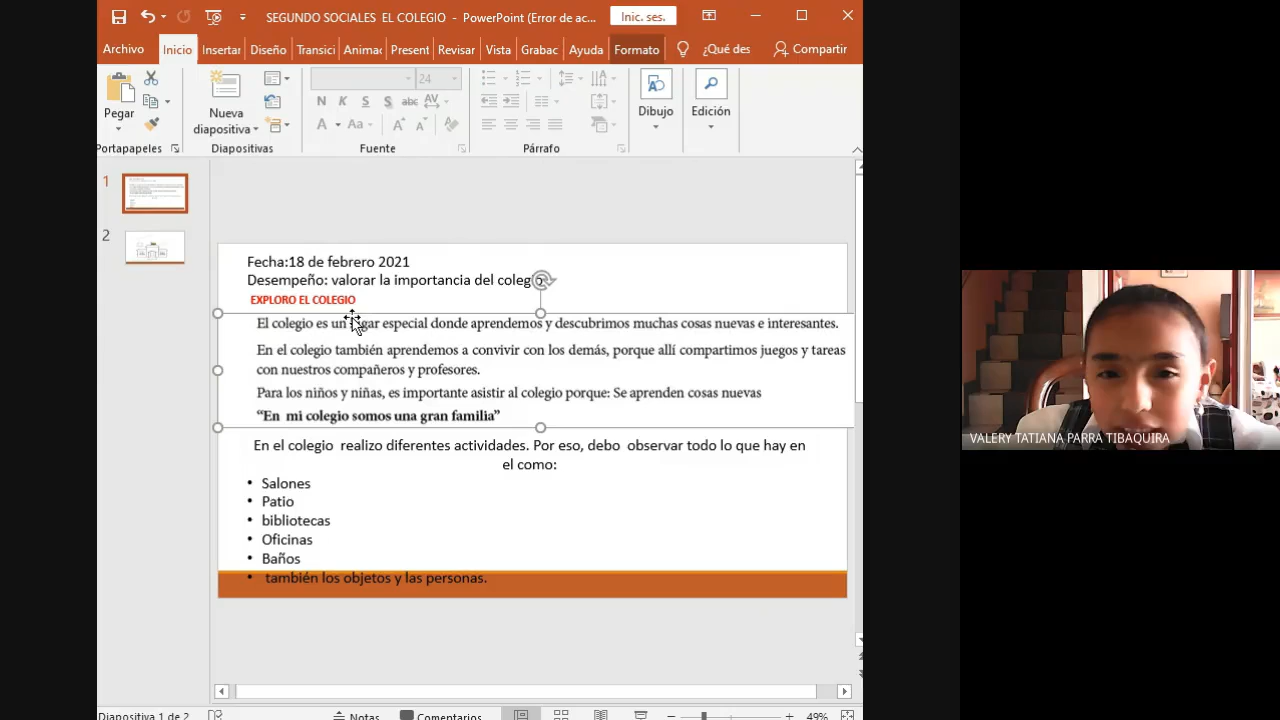 SEGUNDO SOCIALES EL COLEGIO - PowerPoint (Error de ac...
Inic. ses.
Archivo Inicio Insertar Diseño Transici Animac Present Revisar Vista Grabac Ayuda Formato ¿Qué des Compartir
24
Pegar
Nueva
diapositiva
N K S S abc AV
A Aa A A
Dibujo
Edición
Portapapeles
Diapositivas
Fuente
Párrafo
1
2
Fecha:18 de febrero 2021
Desempeño: valorar la importancia del colegio
EXPLORO EL COLEGIO
El colegio es un lugar especial donde aprendemos y descubrimos muchas cosas nuevas e interesantes.
En el colegio también aprendemos a convivir con los demás, porque allí compartimos juegos y tareas
con nuestros compañeros y profesores.
Para los niños y niñas, es importante asistir al colegio porque: Se aprenden cosas nuevas
“En mi colegio somos una gran familia”
En el colegio realizo diferentes actividades. Por eso, debo observar todo lo que hay en
el como:
• Salones
• Patio
• bibliotecas
• Oficinas
• Baños
• también los objetos y las personas.
VALERY TATIANA PARRA TIBAQUIRA
Diapositiva 1 de 2
Notas
Comentarios
49%